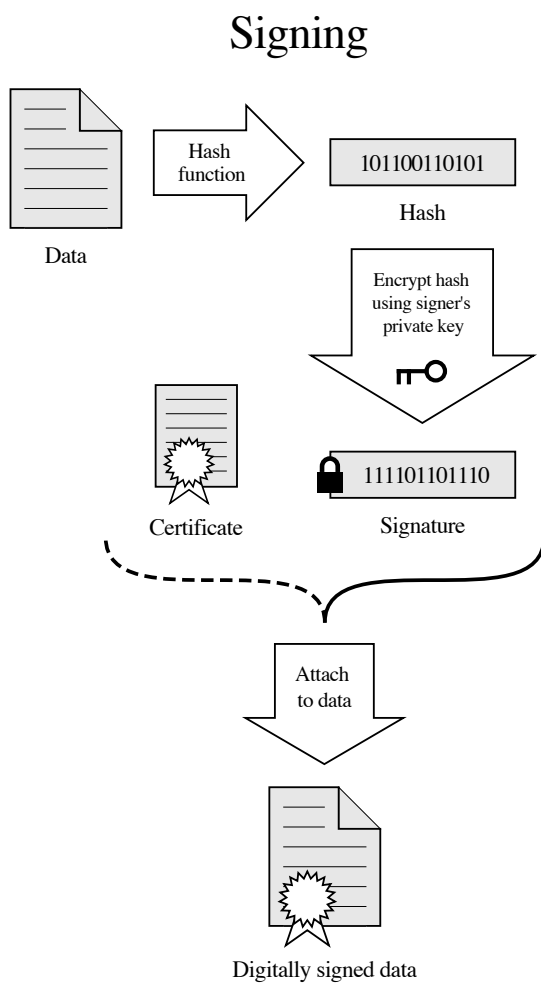 Signing
Hash
function
101100110101
Hash
Data
Encrypt hash
using signer's
private key
111101101110
Certificate
Signature
Attach
to data
Digitally signed data